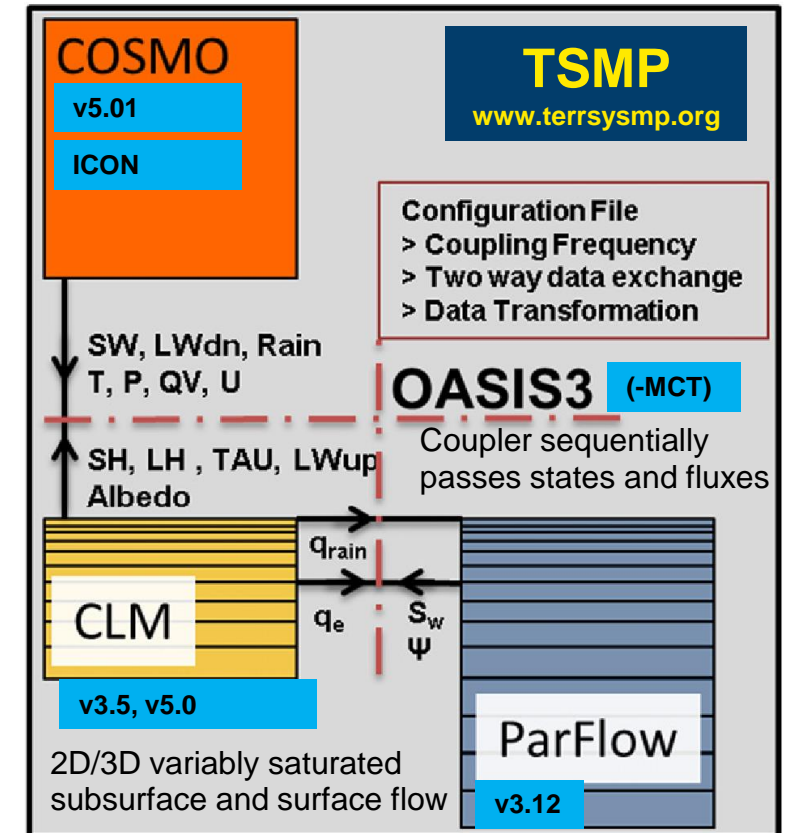 COSMO
v5.01
ICON
TSMP
www.terrsysmp.org
Configuration File
> Coupling Frequency
> Two way data exchange
> Data Transformation
SW, LWdn, Rain
T, P, QV, U
OASIS3 (-MCT)
Coupler sequentially
passes states and fluxes
SH, LH , TAU, LWup
Albedo
qrain
qe
Sw
Ψ
CLM
v3.5, v5.0
ParFlow
v3.12
2D/3D variably saturated
subsurface and surface flow